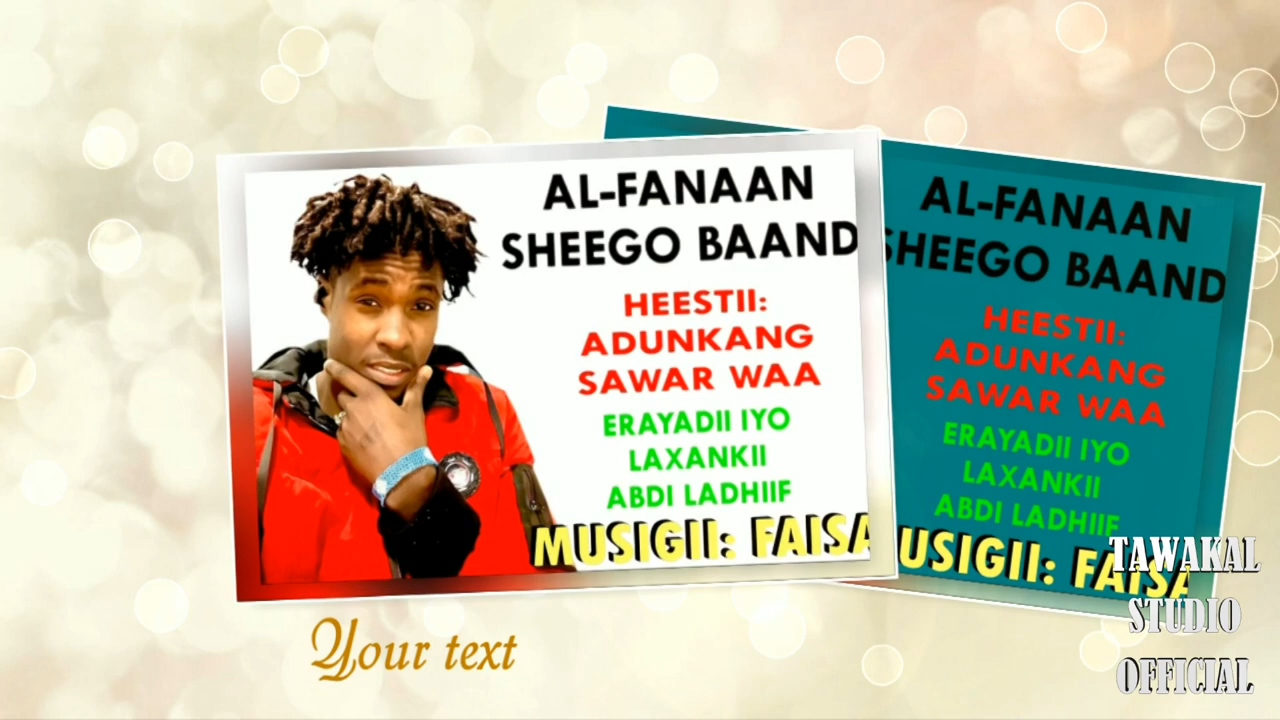 AL-FANAAN
SHEEGO BAAND
HEESTII:
ADUNKANG
SAWAR WAA
ERAYADII IYO
LAXANKII
ABDI LADHIIF
MUSIGII: FAISA
AL-FANAAN
SHEEGO BAAND
HEESTII:
ADUNKANG
SAWAR WAA
ERAYADII IYO
LAXANKII
ABDI LADHIIF
USIGII: FAISA
TAWAKAL
STUDIO
OFFICIAL
Your text